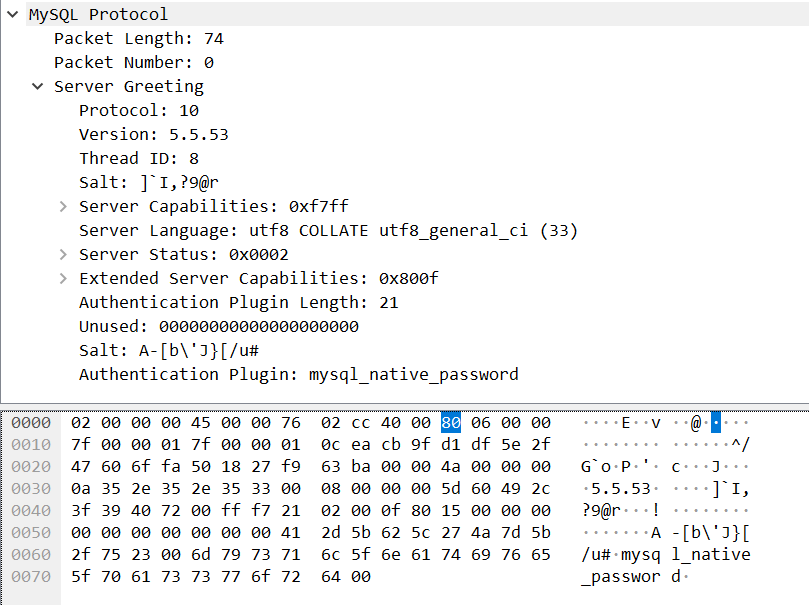 MySQL Protocol
Packet Length: 74
Packet Number: 0
Server Greeting
Protocol: 10
Version: 5.5.53
Thread ID: 8
Salt: ]`I,?9@r
Server Capabilities: 0xf7ff
Server Language: utf8 COLLATE utf8_general_ci (33)
Server Status: 0x0002
Extended Server Capabilities: 0x800f
Authentication Plugin Length: 21
Unused: 00000000000000000000
Salt: A-[b\'J}[/u#
Authentication Plugin: mysql_native_password
0000 02 00 00 00 45 00 00 76 02 cc 40 00 80 06 00 00 ····E··v ··@·····
0010 7f 00 00 01 7f 00 00 01 0c ea cb 9f d1 df 5e 2f ········ ······^/
0020 47 60 6f fa 50 18 27 f9 63 ba 00 00 4a 00 00 00 G`o·P·'· c···J···
0030 0a 35 2e 35 2e 35 33 00 08 00 00 00 5d 60 49 2c ·5.5.53· ····]`I,
0040 3f 39 40 72 00 ff f7 21 02 00 0f 80 15 00 00 00 ?9@r···! ········
0050 00 00 00 00 00 00 00 41 2d 5b 62 5c 27 4a 7d 5b ·······A -[b\'J}[
0060 2f 75 23 00 6d 79 73 71 6c 5f 6e 61 74 69 76 65 /u#·mysq l_native
0070 5f 70 61 73 73 77 6f 72 64 00 _passwor d·